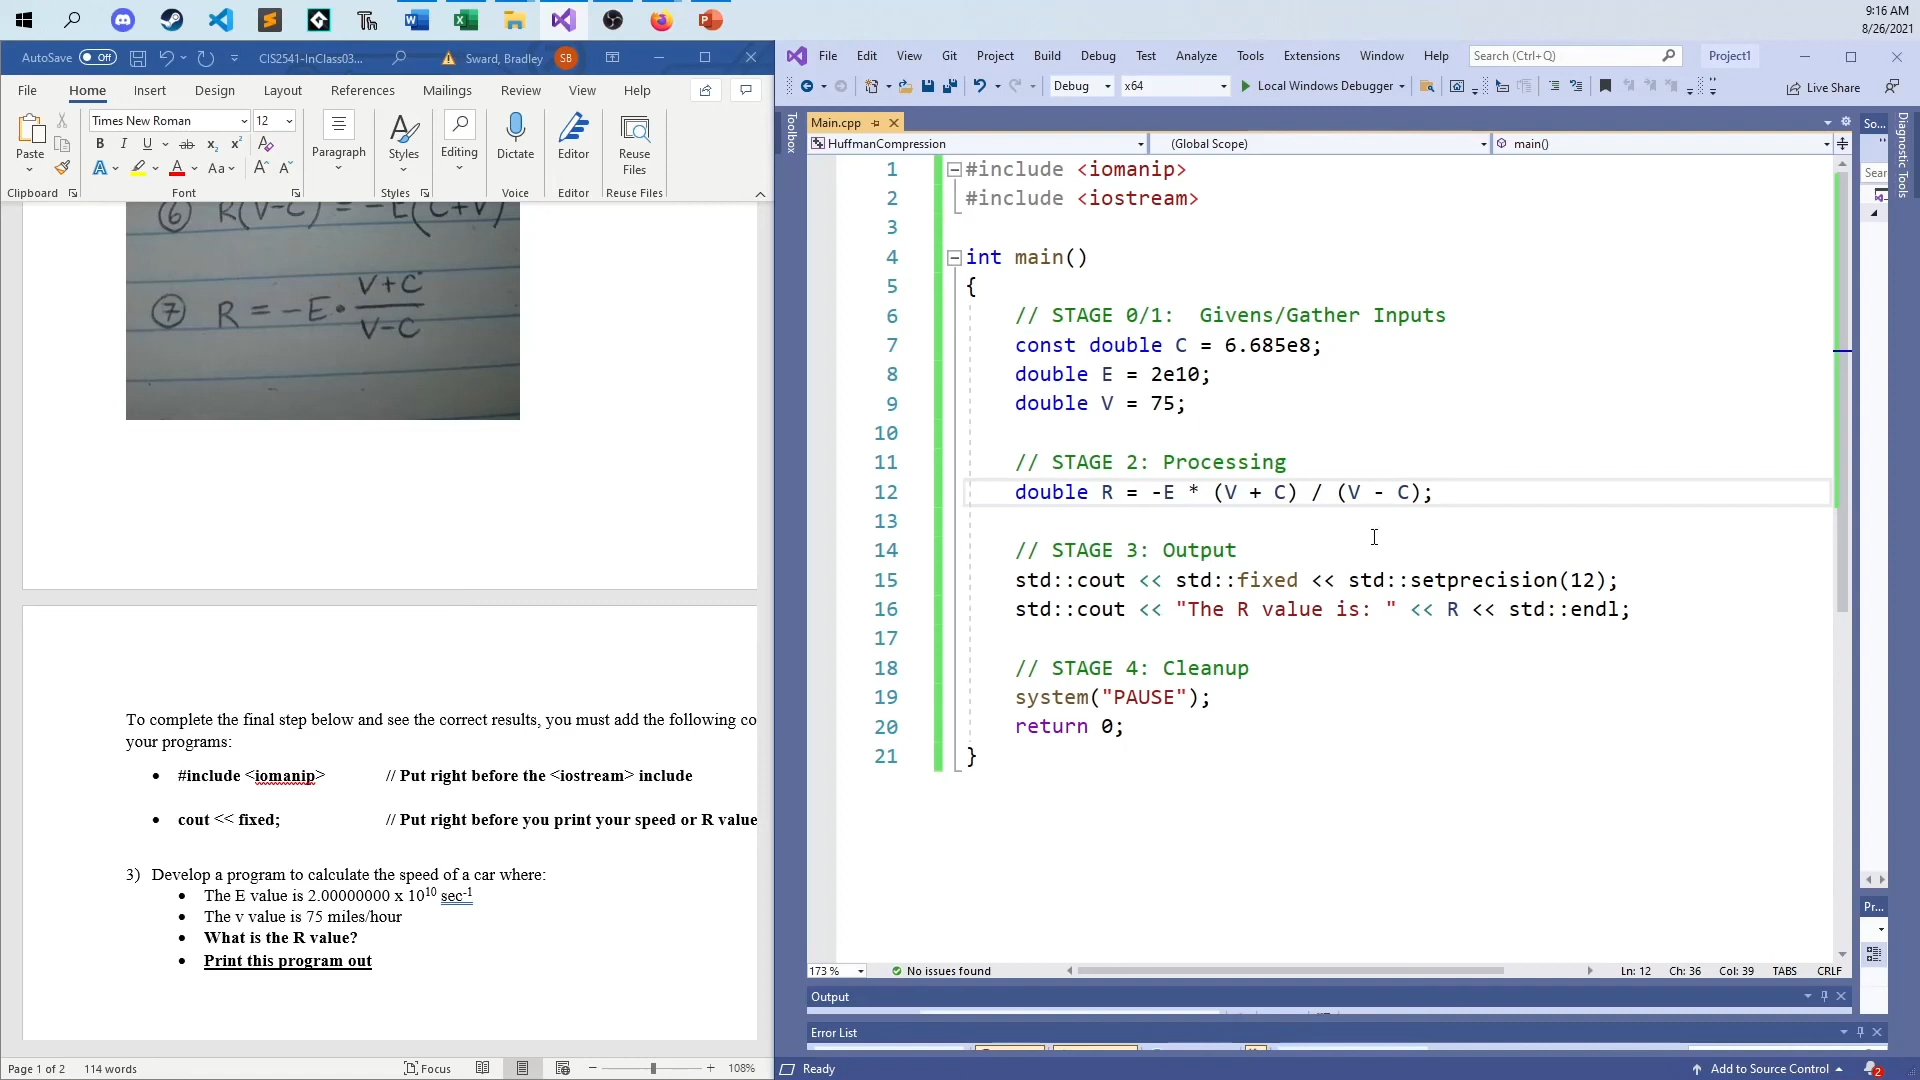 9:16 AM
8/26/2021
AutoSave Off
CIS2541-InClass03...
Sward, Bradley
SB
File Home Insert Design Layout References Mailings Review View Help
Times New Roman
12
Paste
Paragraph
Styles
Editing
Dictate
Editor
Reuse
Files
Clipboard
Font
Styles
Voice
Editor
Reuse Files
⑥ R(V-C) = -E(C+V)
⑦ R = -E · V+C
V-C
To complete the final step below and see the correct results, you must add the following co
your programs:
• #include <iomanip> // Put right before the <iostream> include
• cout << fixed; // Put right before you print your speed or R value
3) Develop a program to calculate the speed of a car where:
• The E value is 2.00000000 x 10¹⁰ sec⁻¹
• The v value is 75 miles/hour
• What is the R value?
• Print this program out
Page 1 of 2 114 words
Focus
108%
File Edit View Git Project Build Debug Test Analyze Tools Extensions Window Help
Search (Ctrl+Q)
Project1
Debug
x64
Local Windows Debugger
Live Share
Toolbox
Main.cpp
HuffmanCompression
(Global Scope)
main()
1 #include <iomanip>
2 #include <iostream>
3
4 int main()
5 {
6 // STAGE 0/1:  Givens/Gather Inputs
7 const double C = 6.685e8;
8 double E = 2e10;
9 double V = 75;
10
11 // STAGE 2: Processing
12 double R = -E * (V + C) / (V - C);
13
14 // STAGE 3: Output
15 std::cout << std::fixed << std::setprecision(12);
16 std::cout << "The R value is: " << R << std::endl;
17
18 // STAGE 4: Cleanup
19 system("PAUSE");
20 return 0;
21 }
173 %
No issues found
Ln: 12 Ch: 36 Col: 39 TABS CRLF
Output
Error List
Ready
Add to Source Control
2
So...
Sear
Pr...
Diagnostic Tools